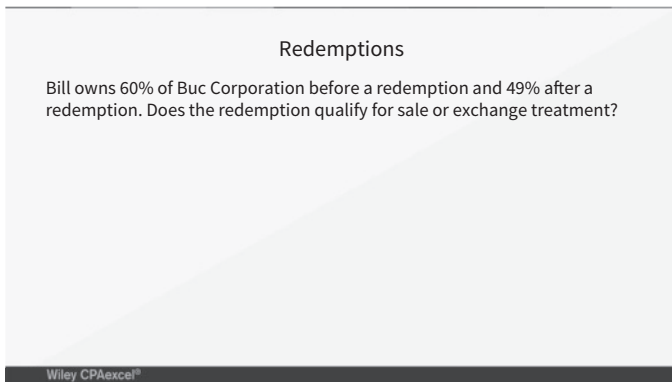 Redemptions
Bill owns 60% of Buc Corporation before a redemption and 49% after a
redemption. Does the redemption qualify for sale or exchange treatment?
Wiley CPAexcel®